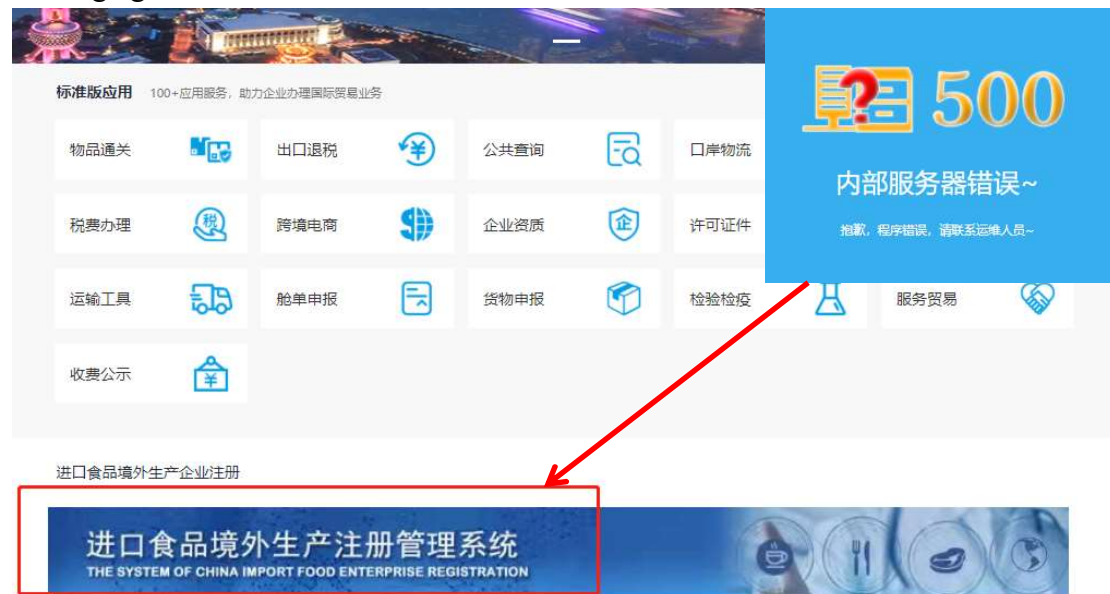 标准版应用 100+应用服务，助力企业办理国际贸易业务
500
内部服务器错误~
抱歉，程序错误，请联系运维人员~
物品通关 出口退税 公共查询 口岸物流
税费办理 税 跨境电商 企业资质 企 许可证件
运输工具 舱单申报 货物申报 检验检疫 服务贸易
收费公示
进口食品境外生产企业注册
进口食品境外生产注册管理系统
THE SYSTEM OF CHINA IMPORT FOOD ENTERPRISE REGISTRATION